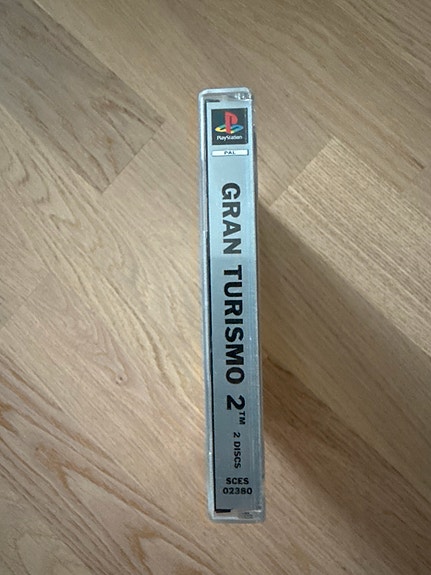 PlayStation
PAL
GRAN TURISMO 2™
2 DISCS
SCES
02380